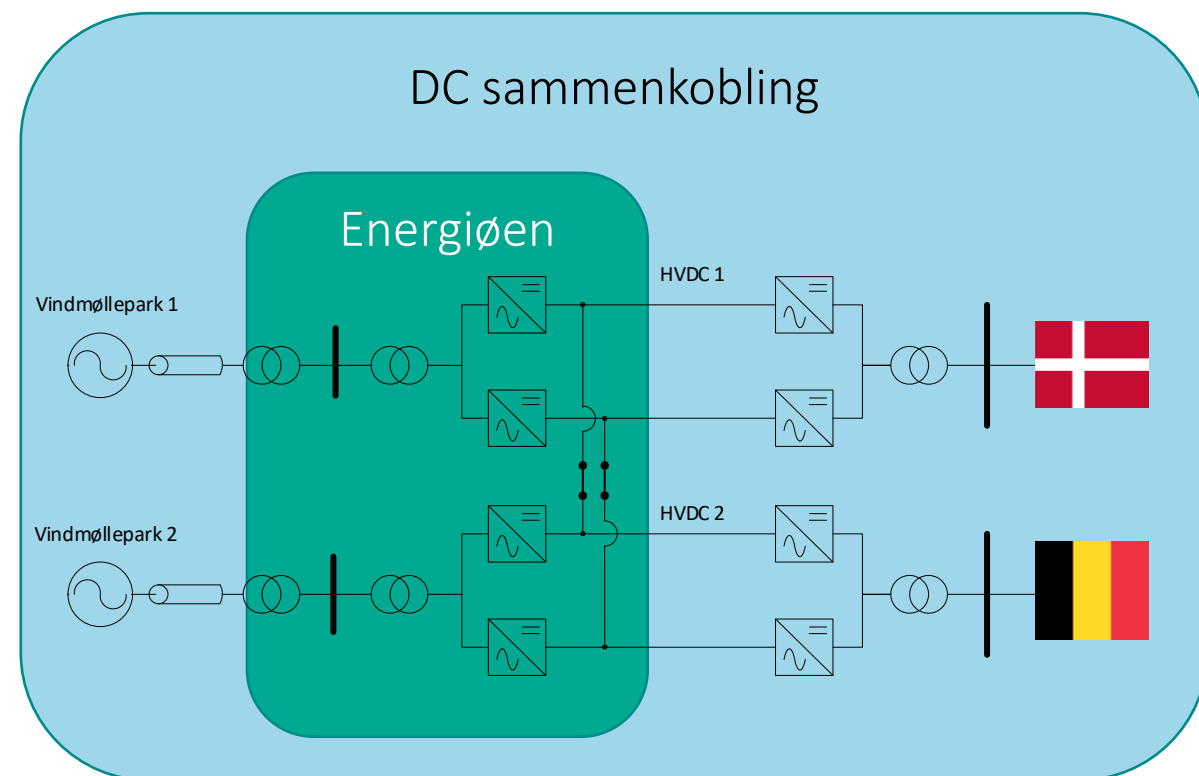 DC sammenkobling
Energiøen
HVDC 1
Vindmøllepark 1
HVDC 2
Vindmøllepark 2